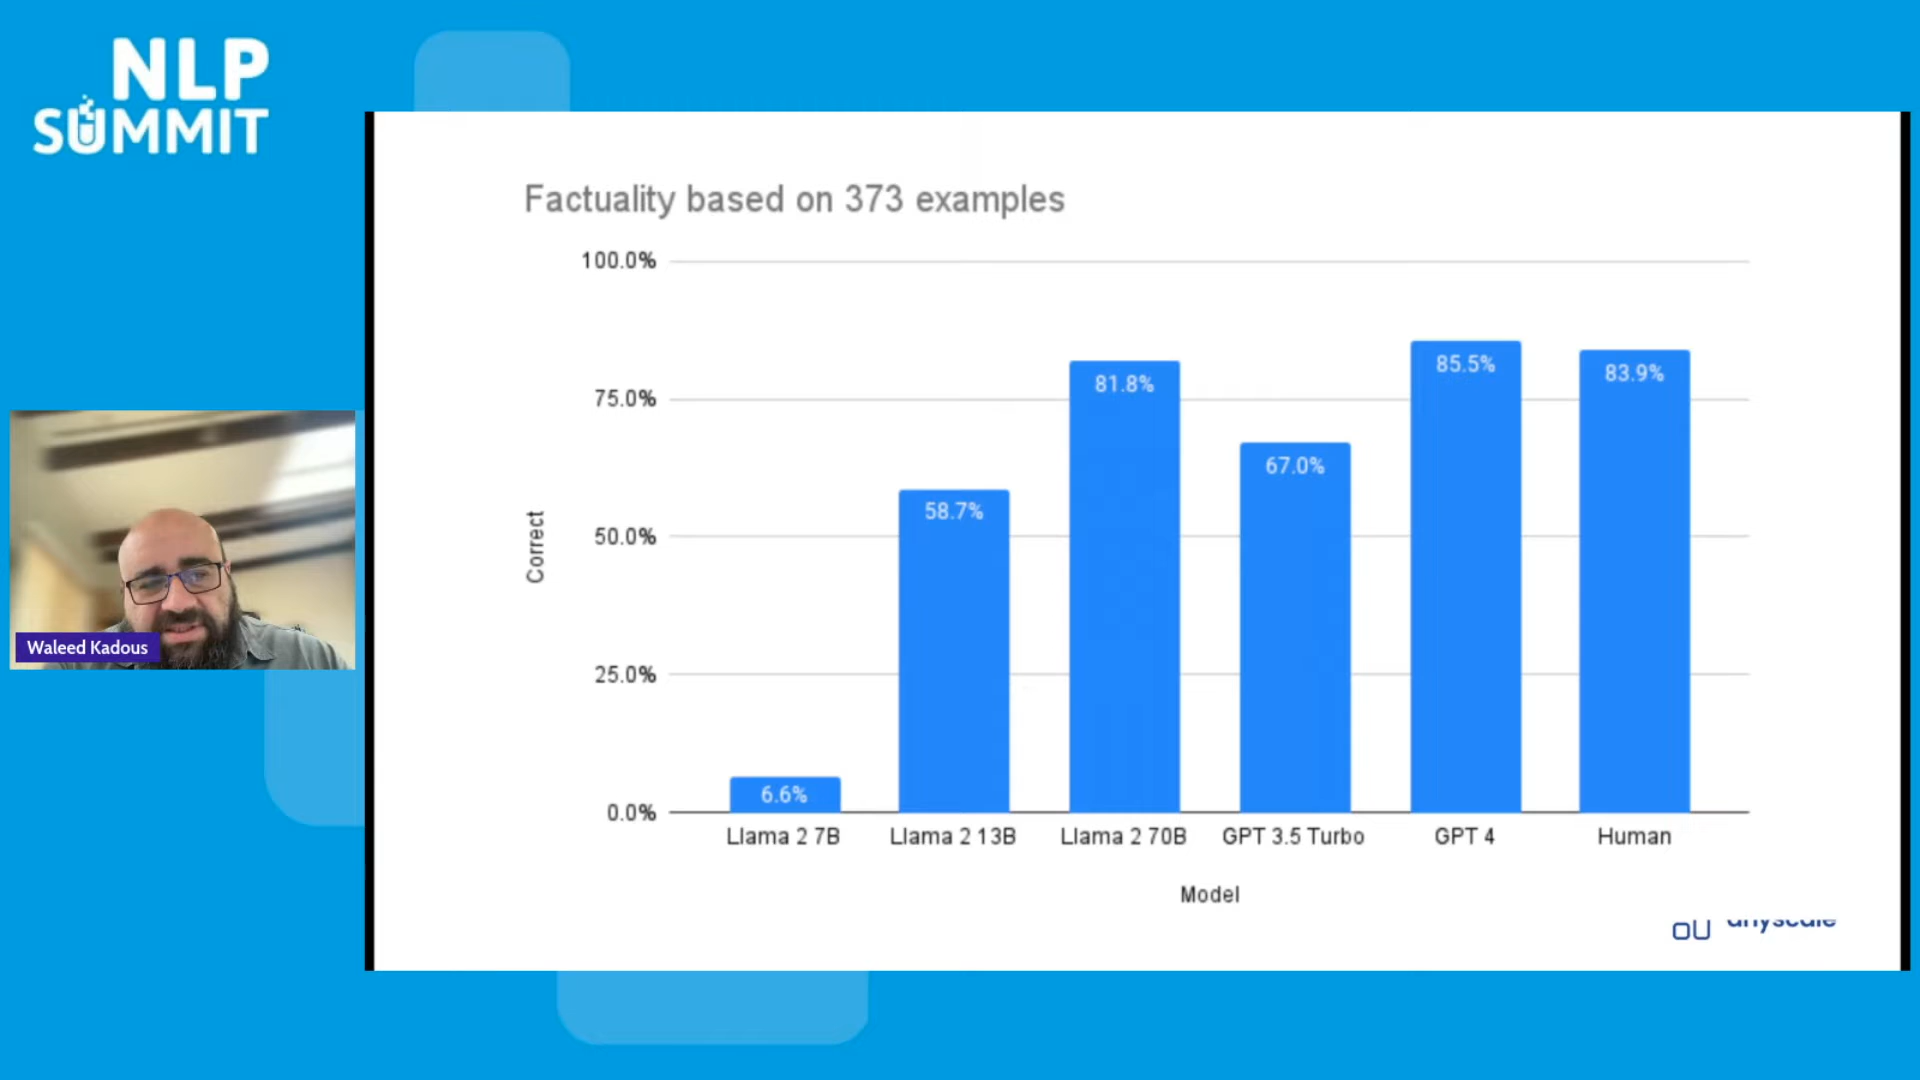 NLP
SUMMIT
Factuality based on 373 examples
100.0%
75.0%
50.0%
25.0%
0.0%
Correct
6.6%
58.7%
81.8%
67.0%
85.5%
83.9%
Llama 2 7B
Llama 2 13B
Llama 2 70B
GPT 3.5 Turbo
GPT 4
Human
Model
anyscale
Waleed Kadous